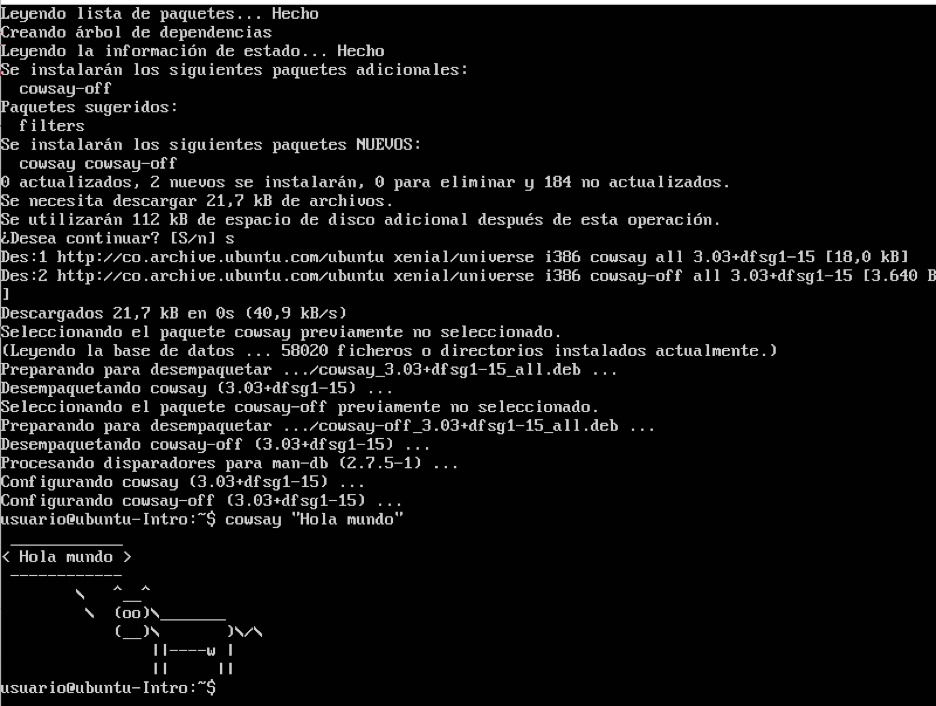 Leyendo lista de paquetes... Hecho
Creando árbol de dependencias
Leyendo la información de estado... Hecho
Se instalarán los siguientes paquetes adicionales:
  cowsay-off
Paquetes sugeridos:
  filters
Se instalarán los siguientes paquetes NUEVOS:
  cowsay cowsay-off
0 actualizados, 2 nuevos se instalarán, 0 para eliminar y 184 no actualizados.
Se necesita descargar 21,7 kB de archivos.
Se utilizarán 112 kB de espacio de disco adicional después de esta operación.
¿Desea continuar? [S/n] s
Des:1 http://co.archive.ubuntu.com/ubuntu xenial/universe i386 cowsay all 3.03+dfsg1-15 [18,0 kB]
Des:2 http://co.archive.ubuntu.com/ubuntu xenial/universe i386 cowsay-off all 3.03+dfsg1-15 [3.640 B
]
Descargados 21,7 kB en 0s (40,9 kB/s)
Seleccionando el paquete cowsay previamente no seleccionado.
(Leyendo la base de datos ... 58020 ficheros o directorios instalados actualmente.)
Preparando para desempaquetar .../cowsay_3.03+dfsg1-15_all.deb ...
Desempaquetando cowsay (3.03+dfsg1-15) ...
Seleccionando el paquete cowsay-off previamente no seleccionado.
Preparando para desempaquetar .../cowsay-off_3.03+dfsg1-15_all.deb ...
Desempaquetando cowsay-off (3.03+dfsg1-15) ...
Procesando disparadores para man-db (2.7.5-1) ...
Configurando cowsay (3.03+dfsg1-15) ...
Configurando cowsay-off (3.03+dfsg1-15) ...
usuario@ubuntu-Intro:~$ cowsay "Hola mundo"
 ____________
< Hola mundo >
 ------------
        \   ^__^
         \  (oo)\_______
            (__)\       )\/\
                ||----w |
                ||     ||
usuario@ubuntu-Intro:~$